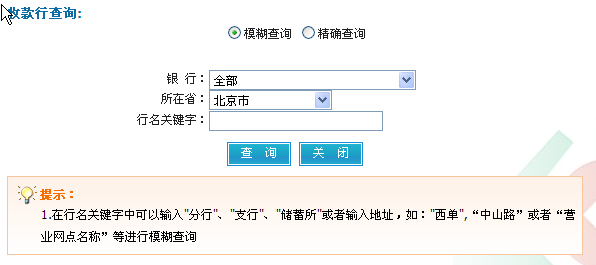 收款行查询:
模糊查询 精确查询
银 行： 全部
所在省： 北京市
行名关键字：
查 询 关 闭
提示：
1.在行名关键字中可以输入"分行"、"支行"、"储蓄所"或者输入地址，如："西单",“中山路”或者“营
业网点名称”等进行模糊查询